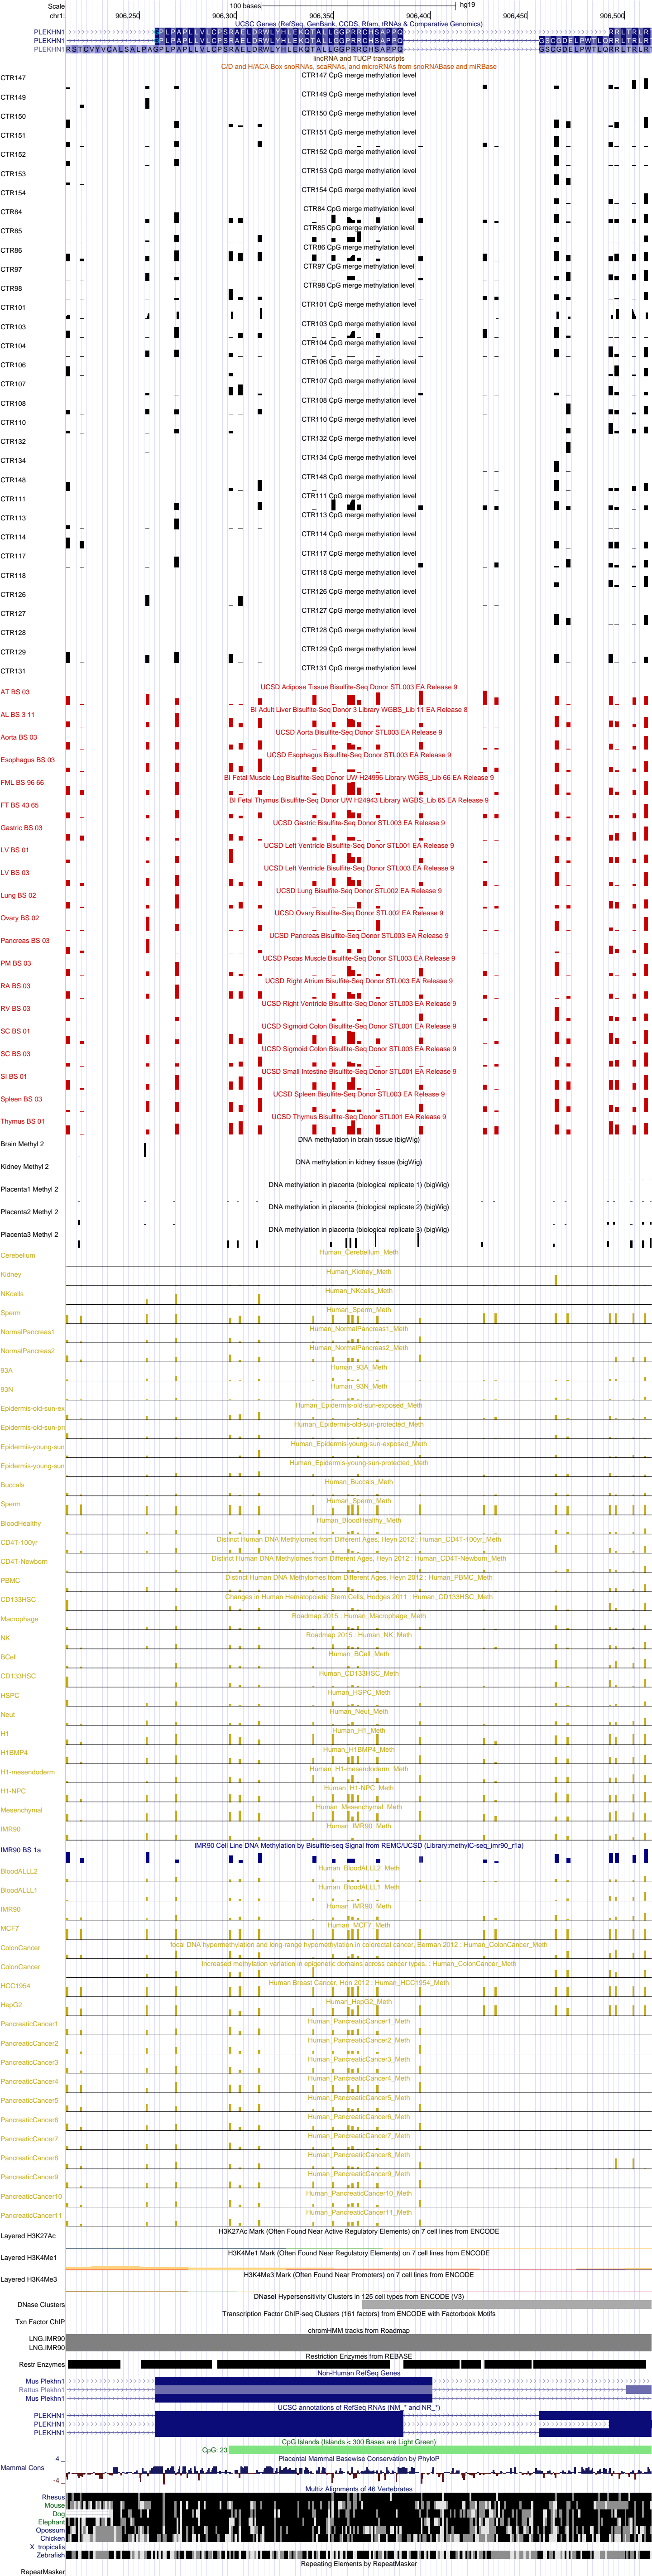 Scale 100 bases hg19
chr1: 906,250 906,300 906,350 906,400 906,450 906,500
UCSC Genes (RefSeq, GenBank, CCDS, Rfam, tRNAs & Comparative Genomics)
PLEKHN1
PLEKHN1
PLEKHN1
lincRNA and TUCP transcripts
C/D and H/ACA Box snoRNAs, scaRNAs, and microRNAs from snoRNABase and miRBase
CTR147 CpG merge methylation level
CTR147
CTR149 CpG merge methylation level
CTR149
CTR150 CpG merge methylation level
CTR150
CTR151 CpG merge methylation level
CTR151
CTR152 CpG merge methylation level
CTR152
CTR153 CpG merge methylation level
CTR153
CTR154 CpG merge methylation level
CTR154
CTR84 CpG merge methylation level
CTR84
CTR85 CpG merge methylation level
CTR85
CTR86 CpG merge methylation level
CTR86
CTR97 CpG merge methylation level
CTR97
CTR98 CpG merge methylation level
CTR98
CTR101 CpG merge methylation level
CTR101
CTR103 CpG merge methylation level
CTR103
CTR104 CpG merge methylation level
CTR104
CTR106 CpG merge methylation level
CTR106
CTR107 CpG merge methylation level
CTR107
CTR108 CpG merge methylation level
CTR108
CTR110 CpG merge methylation level
CTR110
CTR132 CpG merge methylation level
CTR132
CTR134 CpG merge methylation level
CTR134
CTR148 CpG merge methylation level
CTR148
CTR111 CpG merge methylation level
CTR111
CTR113 CpG merge methylation level
CTR113
CTR114 CpG merge methylation level
CTR114
CTR117 CpG merge methylation level
CTR117
CTR118 CpG merge methylation level
CTR118
CTR126 CpG merge methylation level
CTR126
CTR127 CpG merge methylation level
CTR127
CTR128 CpG merge methylation level
CTR128
CTR129 CpG merge methylation level
CTR129
CTR131 CpG merge methylation level
CTR131
UCSD Adipose Tissue Bisulfite-Seq Donor STL003 EA Release 9
AT BS 03
BI Adult Liver Bisulfite-Seq Donor 3 Library WGBS_Lib 11 EA Release 8
AL BS 3 11
UCSD Aorta Bisulfite-Seq Donor STL003 EA Release 9
Aorta BS 03
UCSD Esophagus Bisulfite-Seq Donor STL003 EA Release 9
Esophagus BS 03
BI Fetal Muscle Leg Bisulfite-Seq Donor UW H24996 Library WGBS_Lib 66 EA Release 9
FML BS 96 66
BI Fetal Thymus Bisulfite-Seq Donor UW H24943 Library WGBS_Lib 65 EA Release 9
FT BS 43 65
UCSD Gastric Bisulfite-Seq Donor STL003 EA Release 9
Gastric BS 03
UCSD Left Ventricle Bisulfite-Seq Donor STL001 EA Release 9
LV BS 01
UCSD Left Ventricle Bisulfite-Seq Donor STL003 EA Release 9
LV BS 03
UCSD Lung Bisulfite-Seq Donor STL002 EA Release 9
Lung BS 02
UCSD Ovary Bisulfite-Seq Donor STL002 EA Release 9
Ovary BS 02
UCSD Pancreas Bisulfite-Seq Donor STL003 EA Release 9
Pancreas BS 03
UCSD Psoas Muscle Bisulfite-Seq Donor STL003 EA Release 9
PM BS 03
UCSD Right Atrium Bisulfite-Seq Donor STL003 EA Release 9
RA BS 03
UCSD Right Ventricle Bisulfite-Seq Donor STL003 EA Release 9
RV BS 03
UCSD Sigmoid Colon Bisulfite-Seq Donor STL001 EA Release 9
SC BS 01
UCSD Sigmoid Colon Bisulfite-Seq Donor STL003 EA Release 9
SC BS 03
UCSD Small Intestine Bisulfite-Seq Donor STL001 EA Release 9
SI BS 01
UCSD Spleen Bisulfite-Seq Donor STL003 EA Release 9
Spleen BS 03
UCSD Thymus Bisulfite-Seq Donor STL001 EA Release 9
Thymus BS 01
DNA methylation in brain tissue (bigWig)
Brain Methyl 2
DNA methylation in kidney tissue (bigWig)
Kidney Methyl 2
DNA methylation in placenta (biological replicate 1) (bigWig)
Placenta1 Methyl 2
DNA methylation in placenta (biological replicate 2) (bigWig)
Placenta2 Methyl 2
DNA methylation in placenta (biological replicate 3) (bigWig)
Placenta3 Methyl 2
Human_Cerebellum_Meth
Cerebellum
Human_Kidney_Meth
Kidney
Human_NKcells_Meth
NKcells
Human_Sperm_Meth
Sperm
Human_NormalPancreas1_Meth
NormalPancreas1
Human_NormalPancreas2_Meth
NormalPancreas2
Human_93A_Meth
93A
Human_93N_Meth
93N
Human_Epidermis-old-sun-exposed_Meth
Epidermis-old-sun-ex
Human_Epidermis-old-sun-protected_Meth
Epidermis-old-sun-pr
Human_Epidermis-young-sun-exposed_Meth
Epidermis-young-sun
Human_Epidermis-young-sun-protected_Meth
Epidermis-young-sun
Human_Buccals_Meth
Buccals
Human_Sperm_Meth
Sperm
Human_BloodHealthy_Meth
BloodHealthy
Distinct Human DNA Methylomes from Different Ages, Heyn 2012 : Human_CD4T-100yr_Meth
CD4T-100yr
Distinct Human DNA Methylomes from Different Ages, Heyn 2012 : Human_CD4T-Newborn_Meth
CD4T-Newborn
Distinct Human DNA Methylomes from Different Ages, Heyn 2012 : Human_PBMC_Meth
PBMC
Changes in Human Hematopoietic Stem Cells, Hodges 2011 : Human_CD133HSC_Meth
CD133HSC
Roadmap 2015 : Human_Macrophage_Meth
Macrophage
Roadmap 2015 : Human_NK_Meth
NK
Human_BCell_Meth
BCell
Human_CD133HSC_Meth
CD133HSC
Human_HSPC_Meth
HSPC
Human_Neut_Meth
Neut
Human_H1_Meth
H1
Human_H1BMP4_Meth
H1BMP4
Human_H1-mesendoderm_Meth
H1-mesendoderm
Human_H1-NPC_Meth
H1-NPC
Human_Mesenchymal_Meth
Mesenchymal
Human_IMR90_Meth
IMR90
IMR90 Cell Line DNA Methylation by Bisulfite-seq Signal from REMC/UCSD (Library:methylC-seq_imr90_r1a)
IMR90 BS 1a
Human_BloodALLL2_Meth
BloodALLL2
Human_BloodALLL1_Meth
BloodALLL1
Human_IMR90_Meth
IMR90
Human_MCF7_Meth
MCF7
focal DNA hypermethylation and long-range hypomethylation in colorectal cancer, Berman 2012 : Human_ColonCancer_Meth
ColonCancer
Increased methylation variation in epigenetic domains across cancer types. : Human_ColonCancer_Meth
ColonCancer
Human Breast Cancer, Hon 2012 : Human_HCC1954_Meth
HCC1954
Human_HepG2_Meth
HepG2
Human_PancreaticCancer1_Meth
PancreaticCancer1
Human_PancreaticCancer2_Meth
PancreaticCancer2
Human_PancreaticCancer3_Meth
PancreaticCancer3
Human_PancreaticCancer4_Meth
PancreaticCancer4
Human_PancreaticCancer5_Meth
PancreaticCancer5
Human_PancreaticCancer6_Meth
PancreaticCancer6
Human_PancreaticCancer7_Meth
PancreaticCancer7
Human_PancreaticCancer8_Meth
PancreaticCancer8
Human_PancreaticCancer9_Meth
PancreaticCancer9
Human_PancreaticCancer10_Meth
PancreaticCancer10
Human_PancreaticCancer11_Meth
PancreaticCancer11
H3K27Ac Mark (Often Found Near Active Regulatory Elements) on 7 cell lines from ENCODE
Layered H3K27Ac
H3K4Me1 Mark (Often Found Near Regulatory Elements) on 7 cell lines from ENCODE
Layered H3K4Me1
H3K4Me3 Mark (Often Found Near Promoters) on 7 cell lines from ENCODE
Layered H3K4Me3
DNaseI Hypersensitivity Clusters in 125 cell types from ENCODE (V3)
DNase Clusters
Transcription Factor ChIP-seq Clusters (161 factors) from ENCODE with Factorbook Motifs
Txn Factor ChIP
chromHMM tracks from Roadmap
LNG.IMR90
LNG.IMR90
Restriction Enzymes from REBASE
Restr Enzymes
Non-Human RefSeq Genes
Mus Plekhn1
Rattus Plekhn1
Mus Plekhn1
UCSC annotations of RefSeq RNAs (NM_* and NR_*)
PLEKHN1
PLEKHN1
PLEKHN1
CpG Islands (Islands < 300 Bases are Light Green)
CpG: 23
Placental Mammal Basewise Conservation by PhyloP
4 _
Mammal Cons
-4 _
Multiz Alignments of 46 Vertebrates
Rhesus
Mouse
Dog
Elephant
Opossum
Chicken
X_tropicalis
Zebrafish
Repeating Elements by RepeatMasker
RepeatMasker